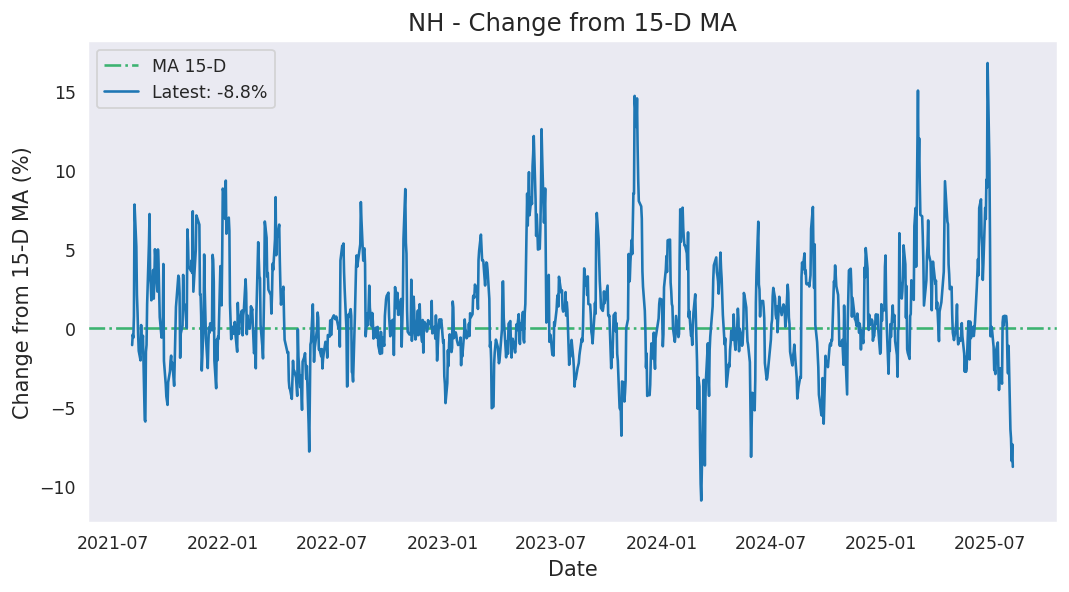 NH - Change from 15-D MA
MA 15-D
Latest: -8.8%
Change from 15-D MA (%)
15
10
5
0
−5
−10
2021-07 2022-01 2022-07 2023-01 2023-07 2024-01 2024-07 2025-01 2025-07
Date